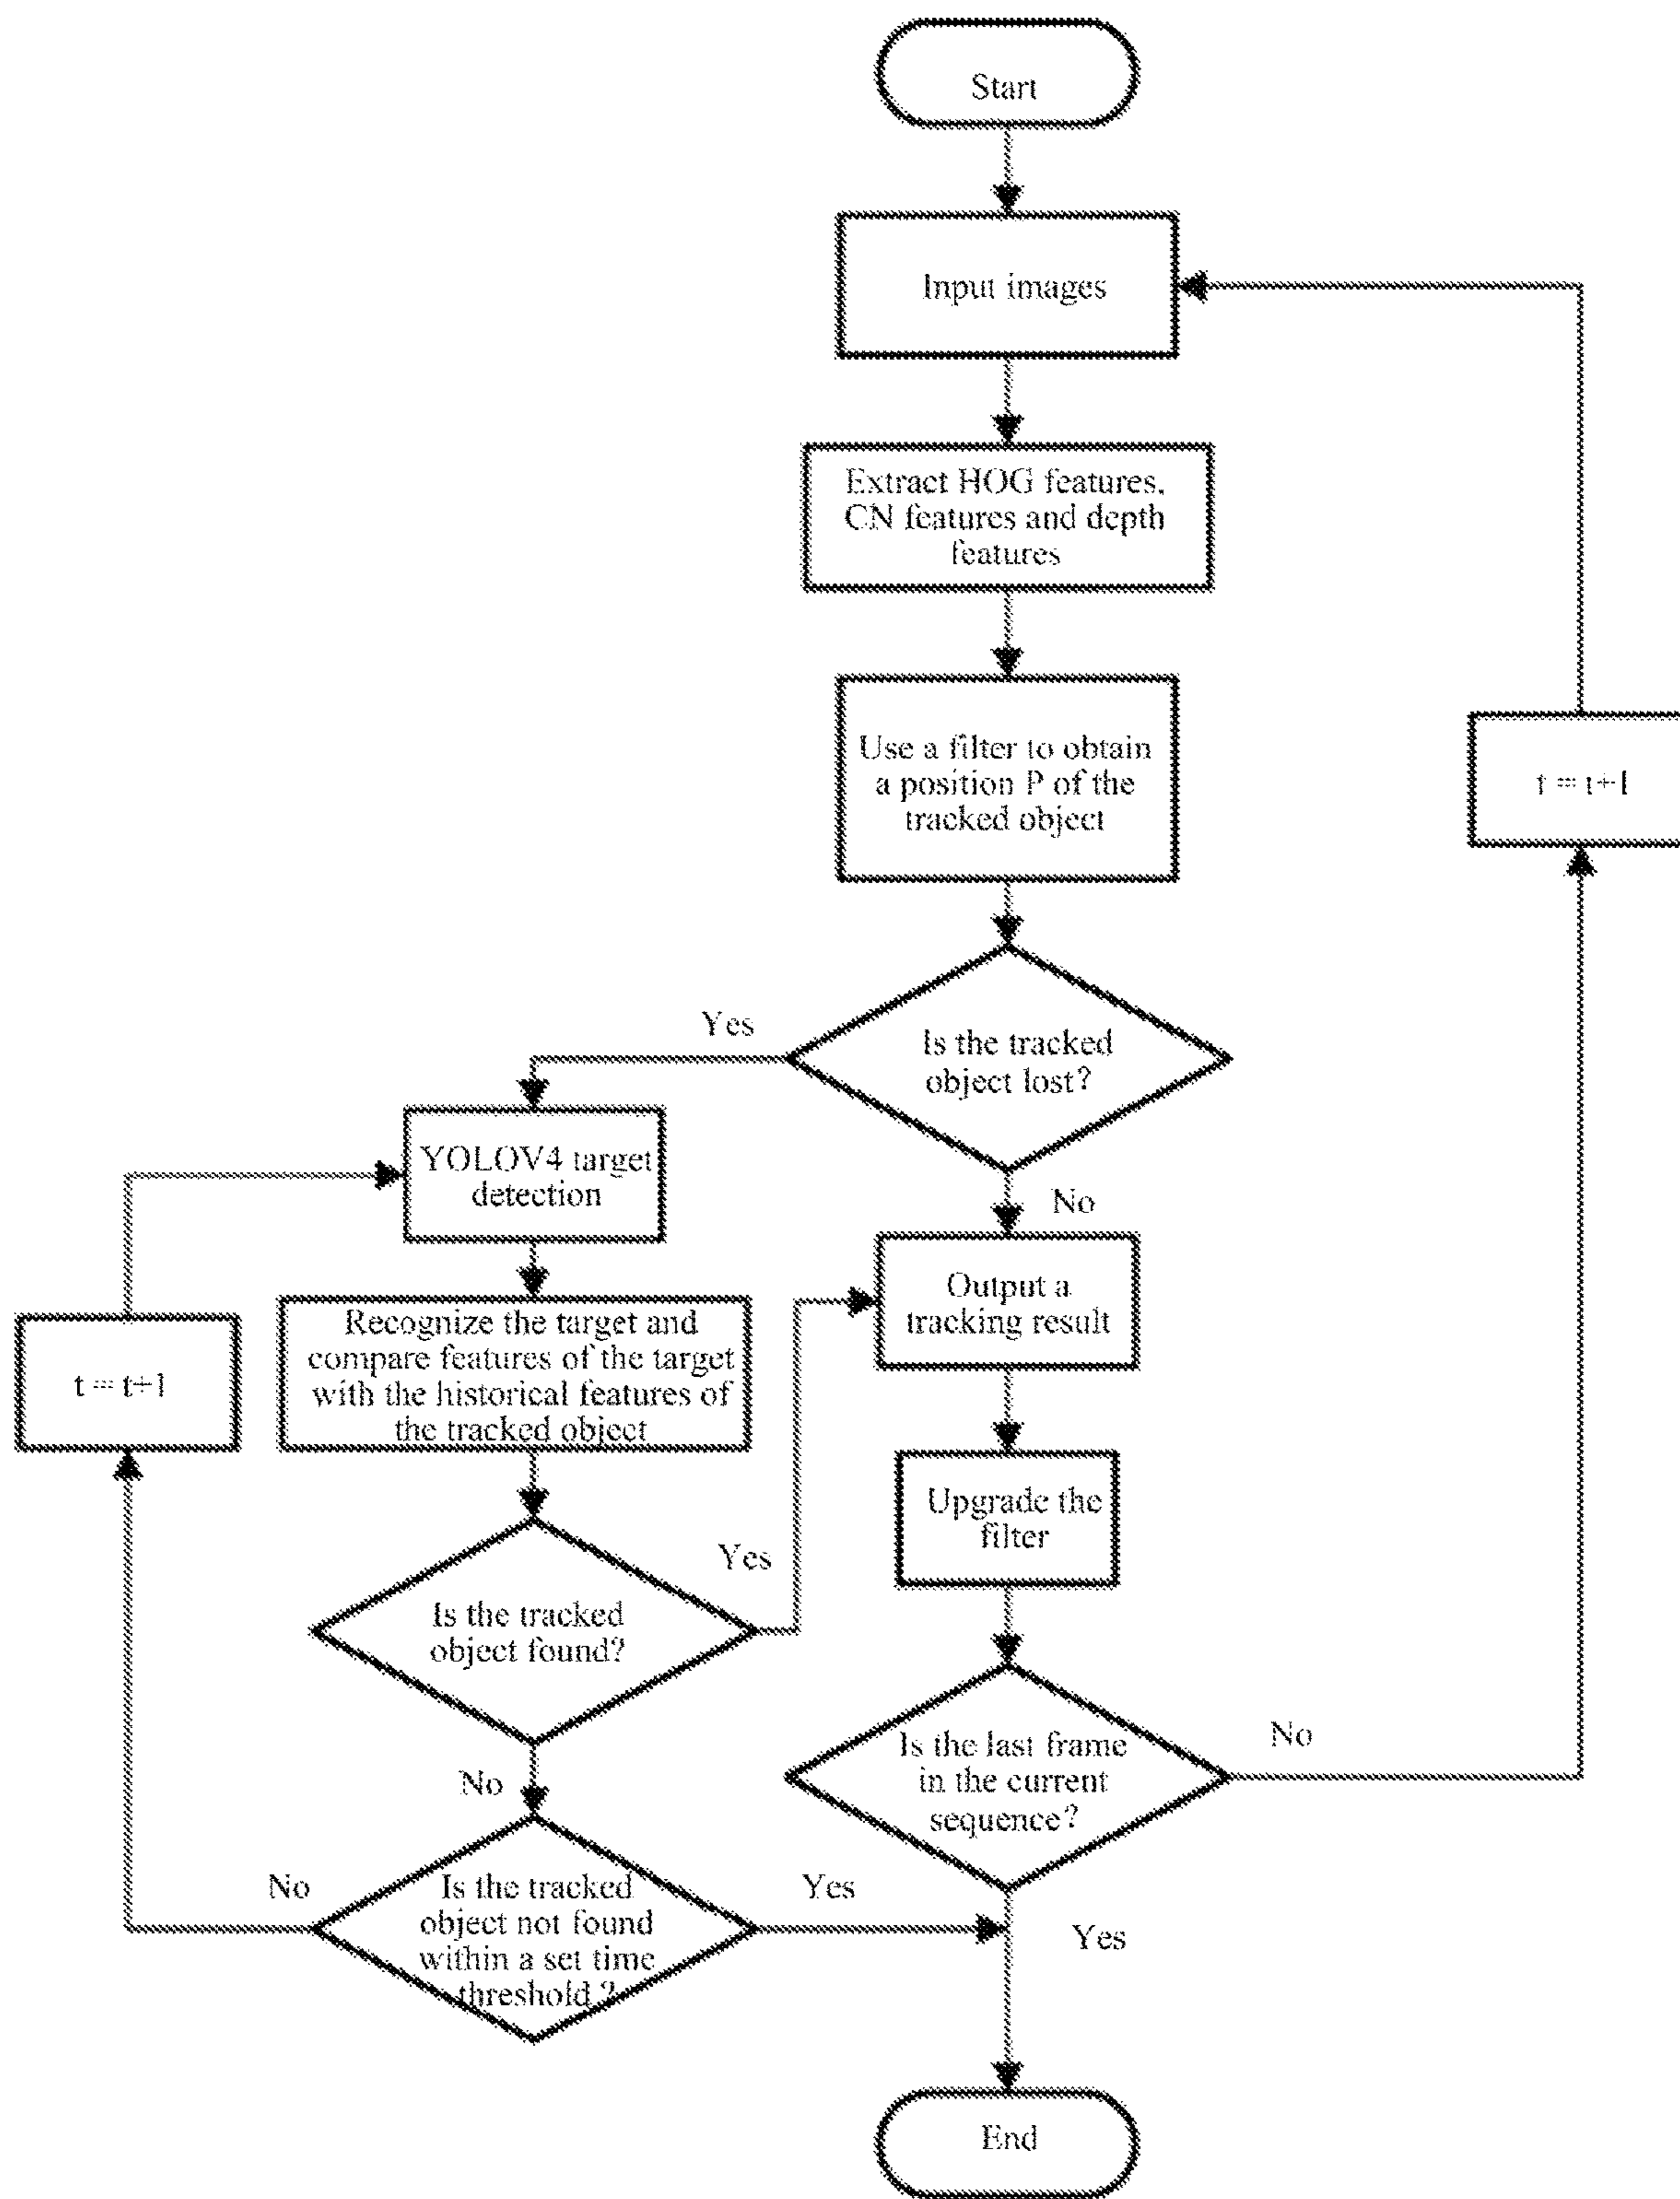 Start
Input images
Extract HOG features,
CN features and depth
features
Use a filter to obtain
a position P of the
tracked object
t = t+1
Yes
Is the tracked
object lost?
YOLOV4 target
detection
No
Output a
tracking result
Recognize the target and
compare features of the target
with the historical features of
the tracked object
t = t+1
Upgrade the
filter
Yes
Is the tracked
object found?
No
Is the last frame
in the current
sequence?
No
No
Is the tracked
object not found
within a set time
threshold ?
Yes
Yes
End